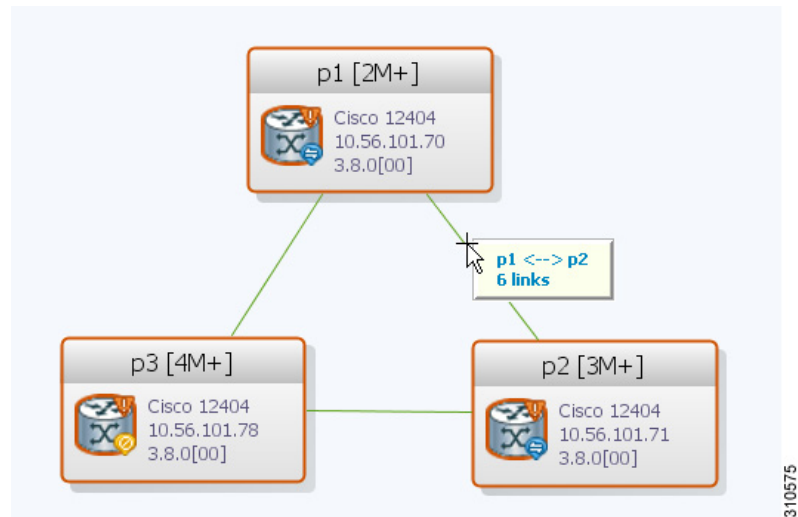 p1 [2M+]
Cisco 12404
10.56.101.70
3.8.0[00]
p1 <--> p2
6 links
p3 [4M+]
Cisco 12404
10.56.101.78
3.8.0[00]
p2 [3M+]
Cisco 12404
10.56.101.71
3.8.0[00]
310575